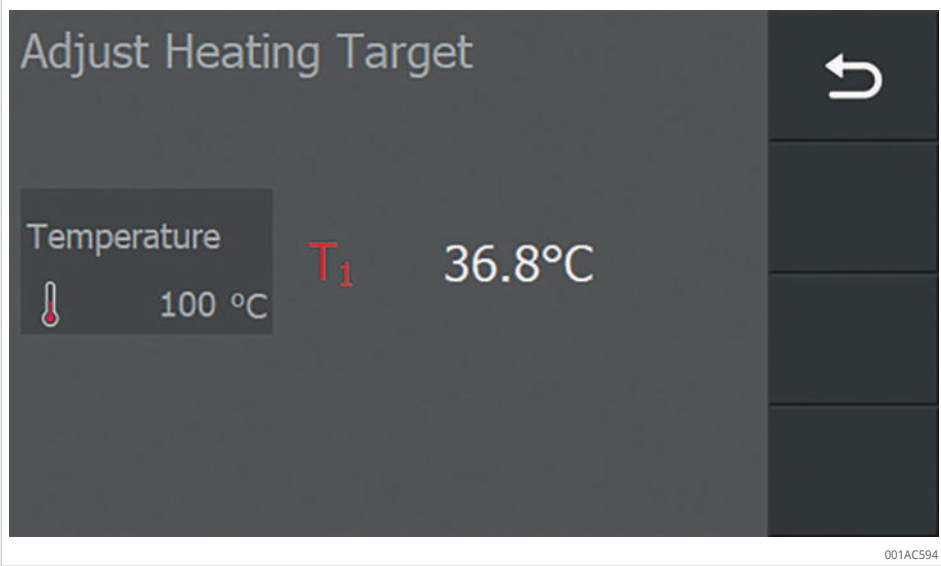 Adjust Heating Target
Temperature
100 °C
T₁ 36.8°C
001AC594